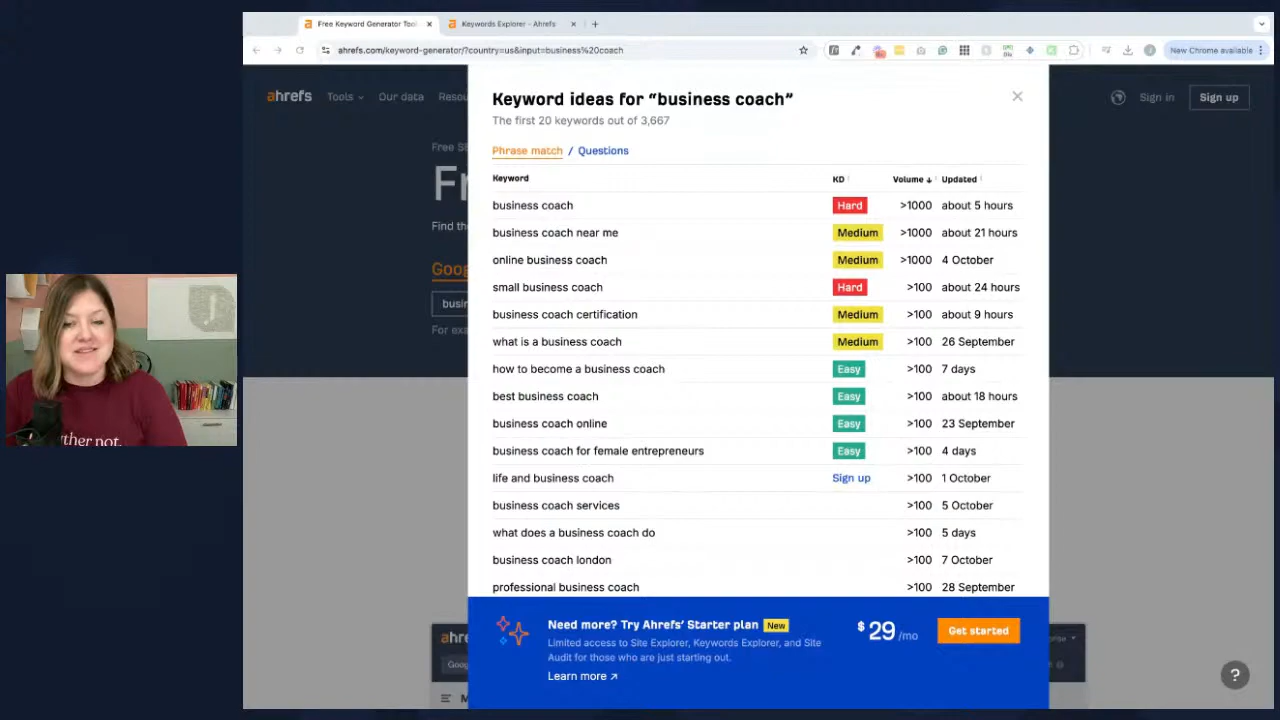 Free Keyword Generator Tool
Keywords Explorer - Ahrefs
ahrefs.com/keyword-generator/?country=us&input=business%20coach
New Chrome available
ahrefs
Tools
Our data
Sign in
Sign up
Find the
Goog
busin
For exa
Keyword ideas for “business coach”
The first 20 keywords out of 3,667
Phrase match / Questions
Keyword KD Volume Updated
business coach Hard >1000 about 5 hours
business coach near me Medium >1000 about 21 hours
online business coach Medium >1000 4 October
small business coach Hard >100 about 24 hours
business coach certification Medium >100 about 9 hours
what is a business coach Medium >100 26 September
how to become a business coach Easy >100 7 days
best business coach Easy >100 about 18 hours
business coach online Easy >100 23 September
business coach for female entrepreneurs Easy >100 4 days
life and business coach Sign up >100 1 October
business coach services >100 5 October
what does a business coach do >100 5 days
business coach london >100 7 October
professional business coach >100 28 September
Need more? Try Ahrefs’ Starter plan New
Limited access to Site Explorer, Keywords Explorer, and Site
Audit for those who are just starting out.
Learn more
$29 /mo
Get started
?
ther not.